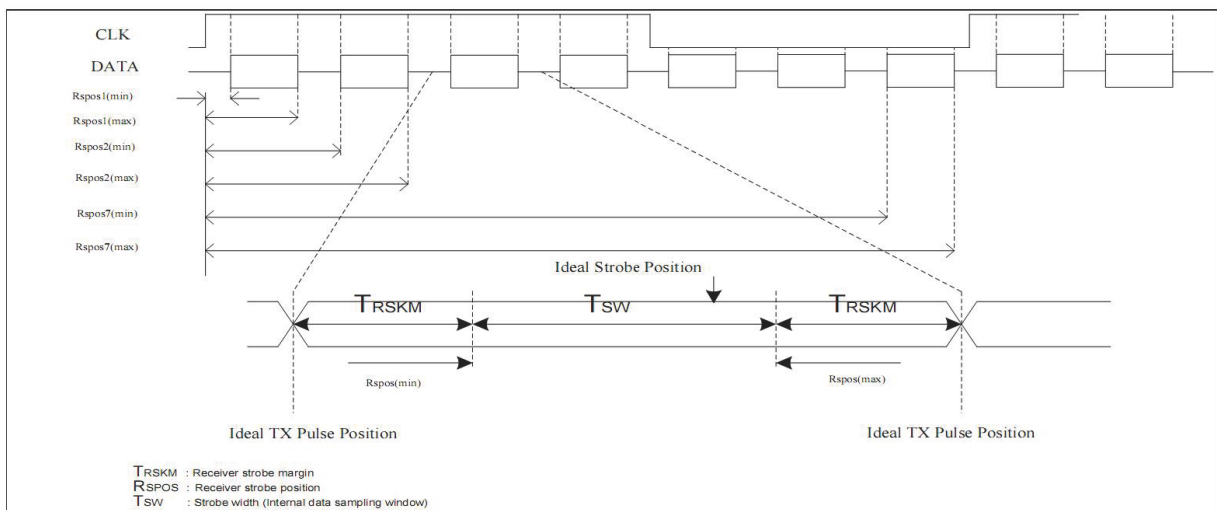 CLK
DATA
Rspos1(min)
Rspos1(max)
Rspos2(min)
Rspos2(max)
Rspos7(min)
Rspos7(max)
Ideal Strobe Position
TRSKM
TSW
TRSKM
Rspos(min)
Rspos(max)
Ideal TX Pulse Position
Ideal TX Pulse Position
TRSKM : Receiver strobe margin
RSPOS : Receiver strobe position
TSW : Strobe width (Internal data sampling window)